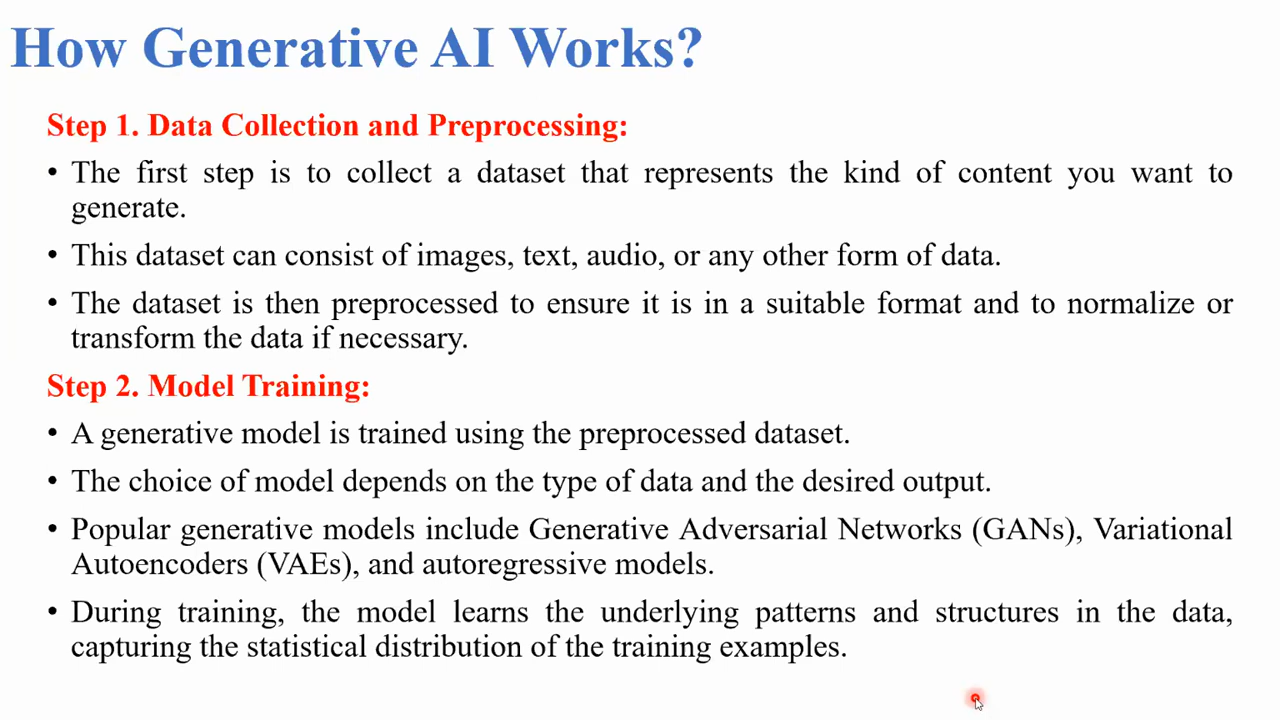 How Generative AI Works?
Step 1. Data Collection and Preprocessing:
• The first step is to collect a dataset that represents the kind of content you want to
generate.
• This dataset can consist of images, text, audio, or any other form of data.
• The dataset is then preprocessed to ensure it is in a suitable format and to normalize or
transform the data if necessary.
Step 2. Model Training:
• A generative model is trained using the preprocessed dataset.
• The choice of model depends on the type of data and the desired output.
• Popular generative models include Generative Adversarial Networks (GANs), Variational
Autoencoders (VAEs), and autoregressive models.
• During training, the model learns the underlying patterns and structures in the data,
capturing the statistical distribution of the training examples.